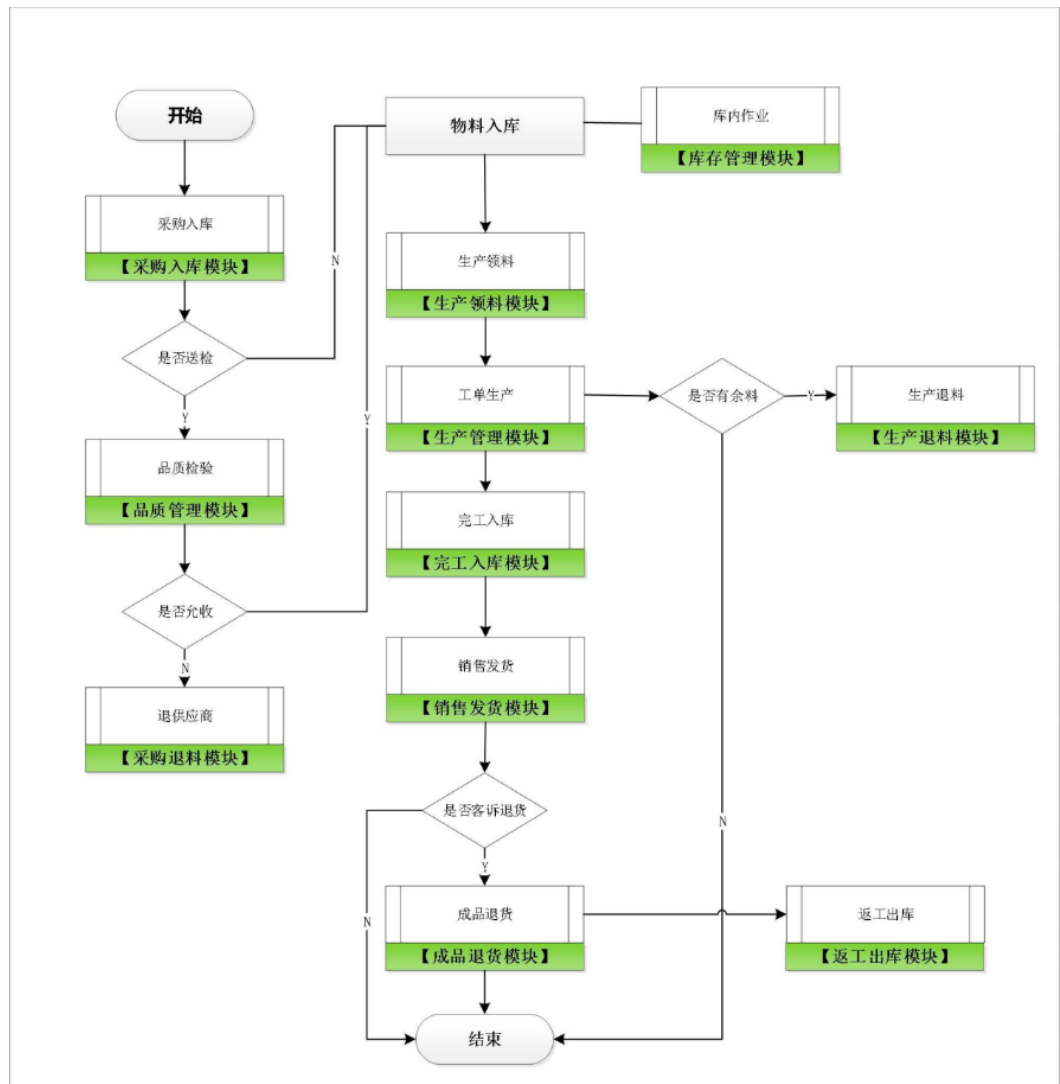 开始
采购入库
【采购入库模块】
是否送检
N
Y
品质检验
【品质管理模块】
是否允收
Y
N
退供应商
【采购退料模块】
物料入库
库内作业
【库存管理模块】
生产领料
【生产领料模块】
工单生产
【生产管理模块】
是否有余料
Y
生产退料
【生产退料模块】
N
完工入库
【完工入库模块】
销售发货
【销售发货模块】
是否客诉退货
N
Y
成品退货
【成品退货模块】
返工出库
【返工出库模块】
结束